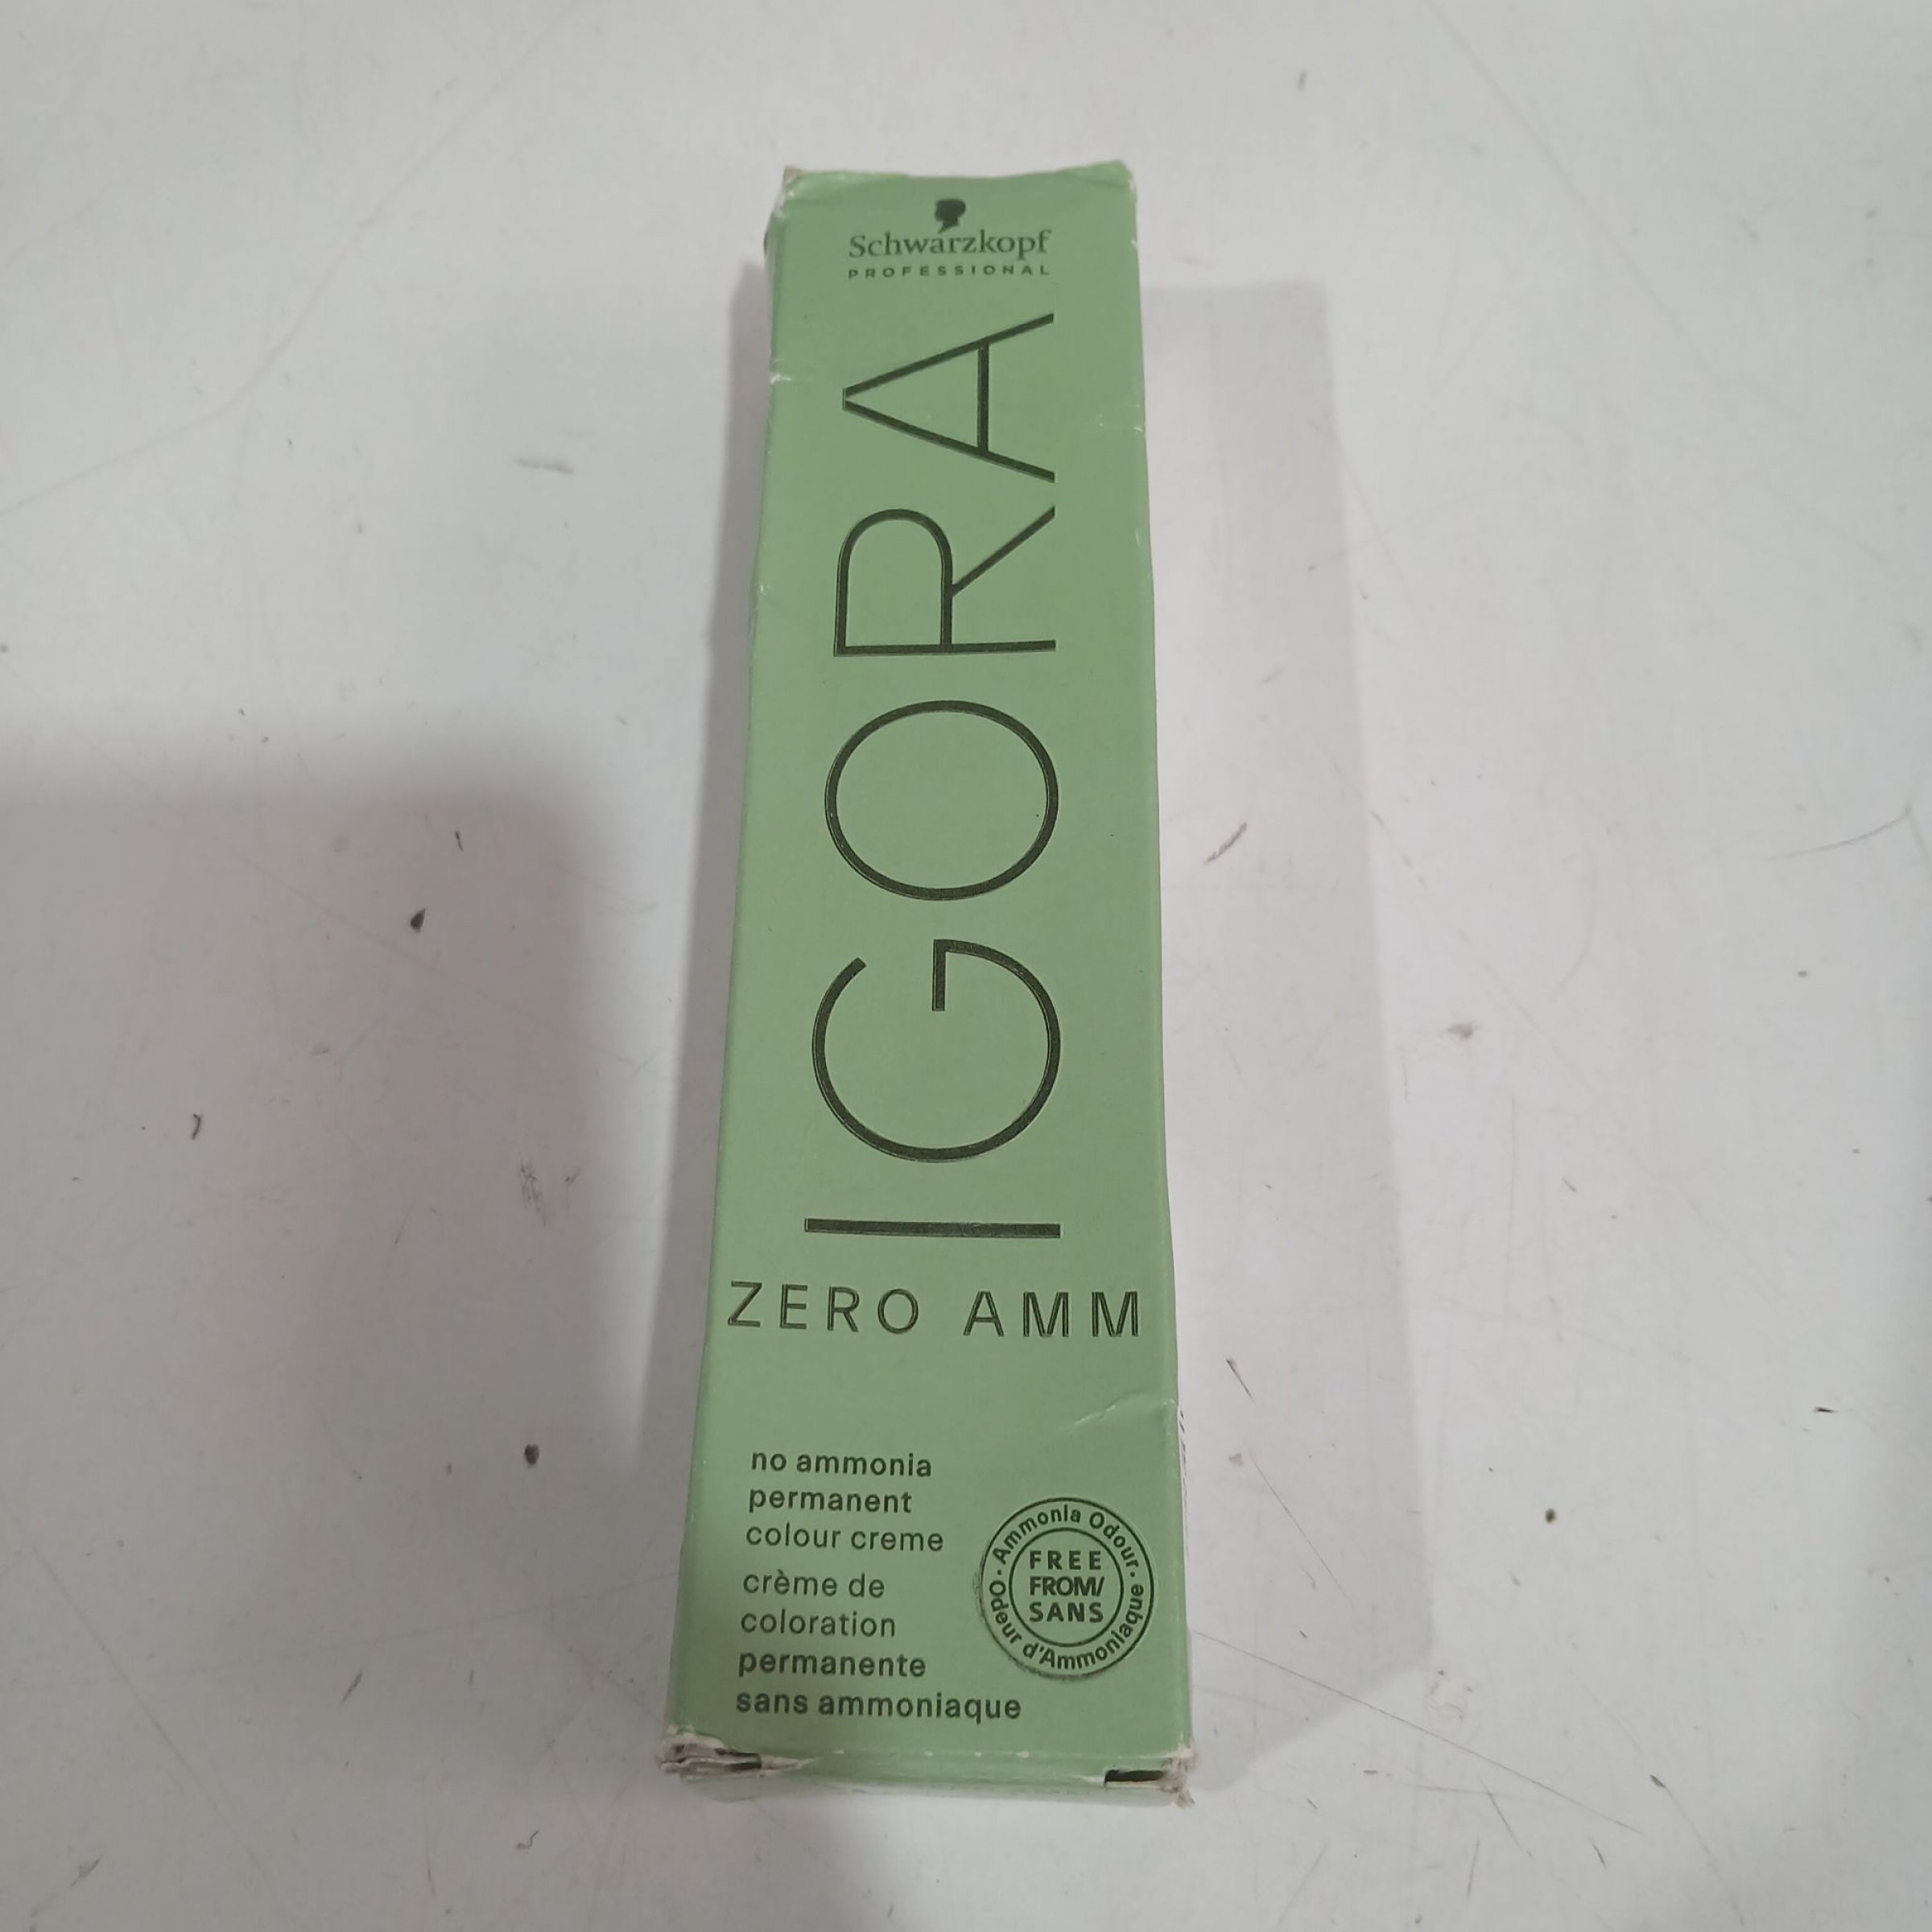 Schwarzkopf
PROFESSIONAL
IGORA
ZERO AMM
no ammonia
permanent
colour creme
crème de
coloration
permanente
sans ammoniaque
Ammonia Odour
FREE
FROM/
SANS
Odeur d'Ammoniaque